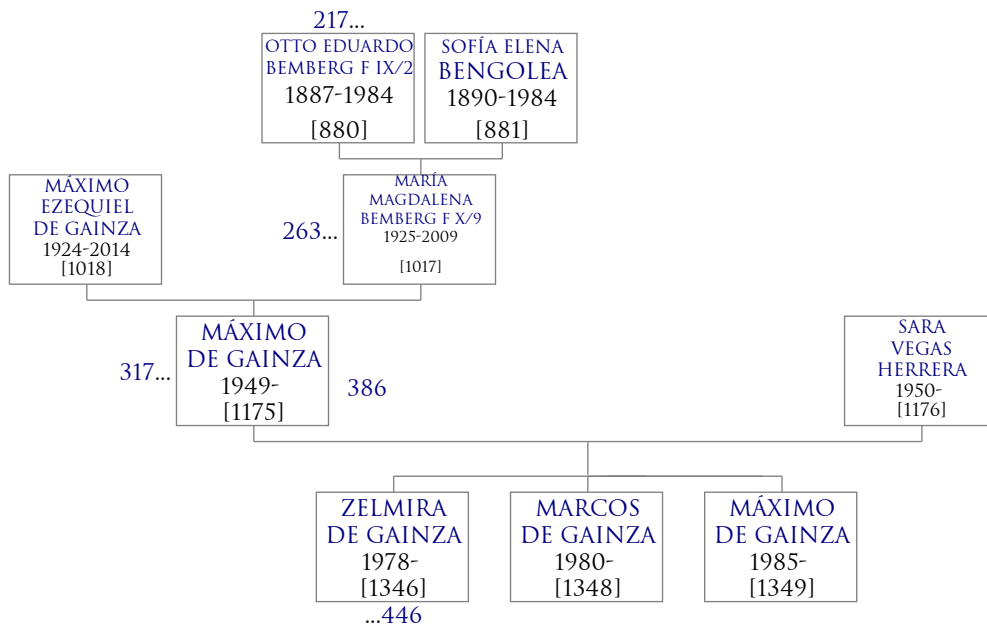 217...
OTTO EDUARDO
BEMBERG F IX/2
1887-1984
[880]
SOFÍA ELENA
BENGOLEA
1890-1984
[881]
MÁXIMO
EZEQUIEL
DE GAINZA
1924-2014
[1018]
263...
MARÍA
MAGDALENA
BEMBERG F X/9
1925-2009
[1017]
317...
MÁXIMO
DE GAINZA
1949-
[1175]
386
SARA
VEGAS
HERRERA
1950-
[1176]
ZELMIRA
DE GAINZA
1978-
[1346]
...446
MARCOS
DE GAINZA
1980-
[1348]
MÁXIMO
DE GAINZA
1985-
[1349]